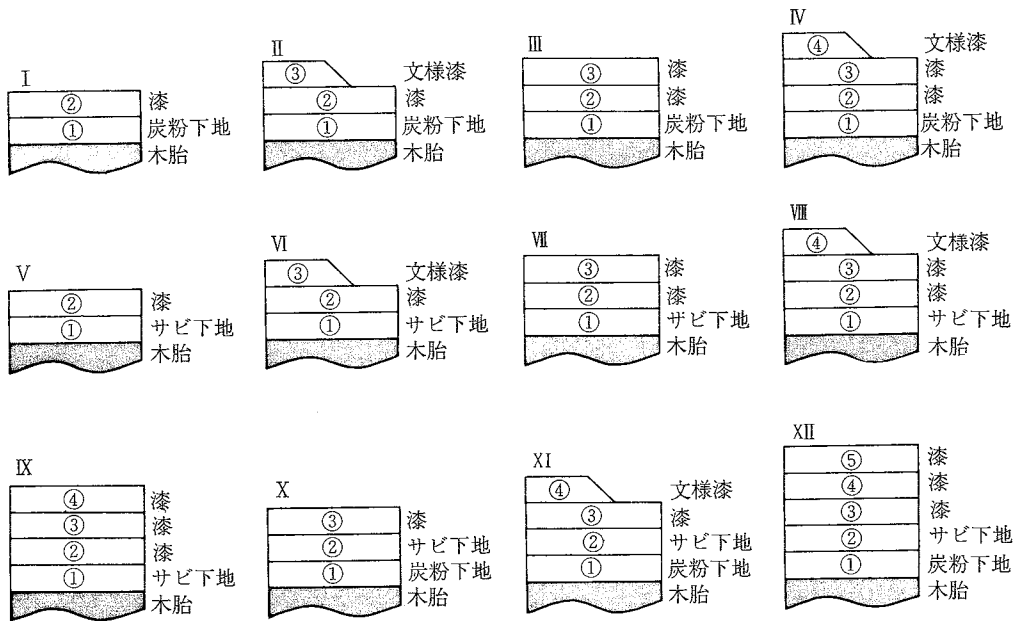 Ⅰ
② 漆
① 炭粉下地
木胎
Ⅱ
③ 文様漆
② 漆
① 炭粉下地
木胎
Ⅲ
③ 漆
② 漆
① 炭粉下地
木胎
Ⅳ
④ 文様漆
③ 漆
② 漆
① 炭粉下地
木胎
Ⅴ
② 漆
① サビ下地
木胎
Ⅵ
③ 文様漆
② 漆
① サビ下地
木胎
Ⅶ
③ 漆
② 漆
① サビ下地
木胎
Ⅷ
④ 文様漆
③ 漆
② 漆
① サビ下地
木胎
Ⅸ
④ 漆
③ 漆
② 漆
① サビ下地
木胎
Ⅹ
③ 漆
② サビ下地
① 炭粉下地
木胎
Ⅺ
④ 文様漆
③ 漆
② サビ下地
① 炭粉下地
木胎
Ⅻ
⑤ 漆
④ 漆
③ 漆
② サビ下地
① 炭粉下地
木胎